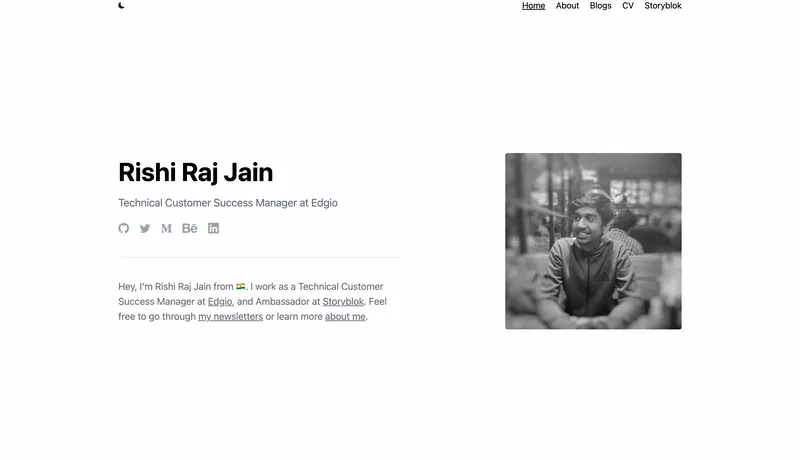 Home About Blogs CV Storyblok
Rishi Raj Jain
Technical Customer Success Manager at Edgio
M Bē in
Hey, I'm Rishi Raj Jain from 🇮🇳. I work as a Technical Customer
Success Manager at Edgio, and Ambassador at Storyblok. Feel
free to go through my newsletters or learn more about me.